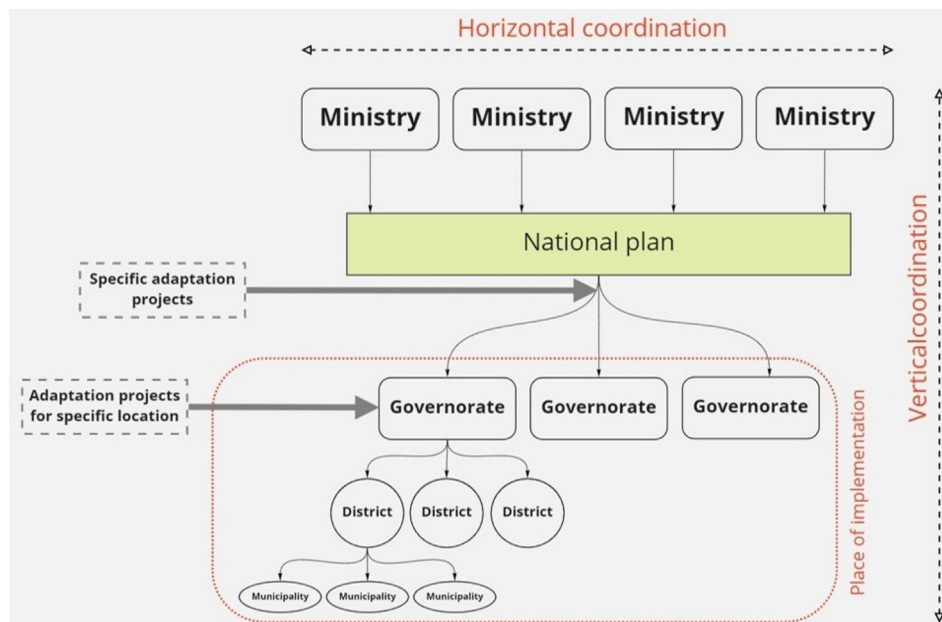 Horizontal coordination
Ministry
Ministry
Ministry
Ministry
National plan
Specific adaptation
projects
Adaptation projects
for specific location
Governorate
Governorate
Governorate
District
District
District
Municipality
Municipality
Municipality
Place of implementation
Verticalcoordination